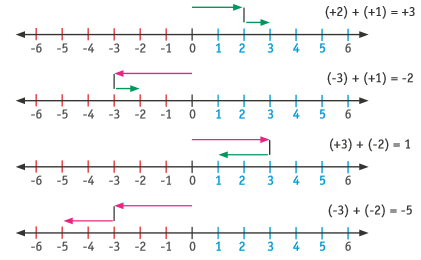 (+2) + (+1) = +3
-6 -5 -4 -3 -2 -1 0 1 2 3 4 5 6
(-3) + (+1) = -2
-6 -5 -4 -3 -2 -1 0 1 2 3 4 5 6
(+3) + (-2) = 1
-6 -5 -4 -3 -2 -1 0 1 2 3 4 5 6
(-3) + (-2) = -5
-6 -5 -4 -3 -2 -1 0 1 2 3 4 5 6